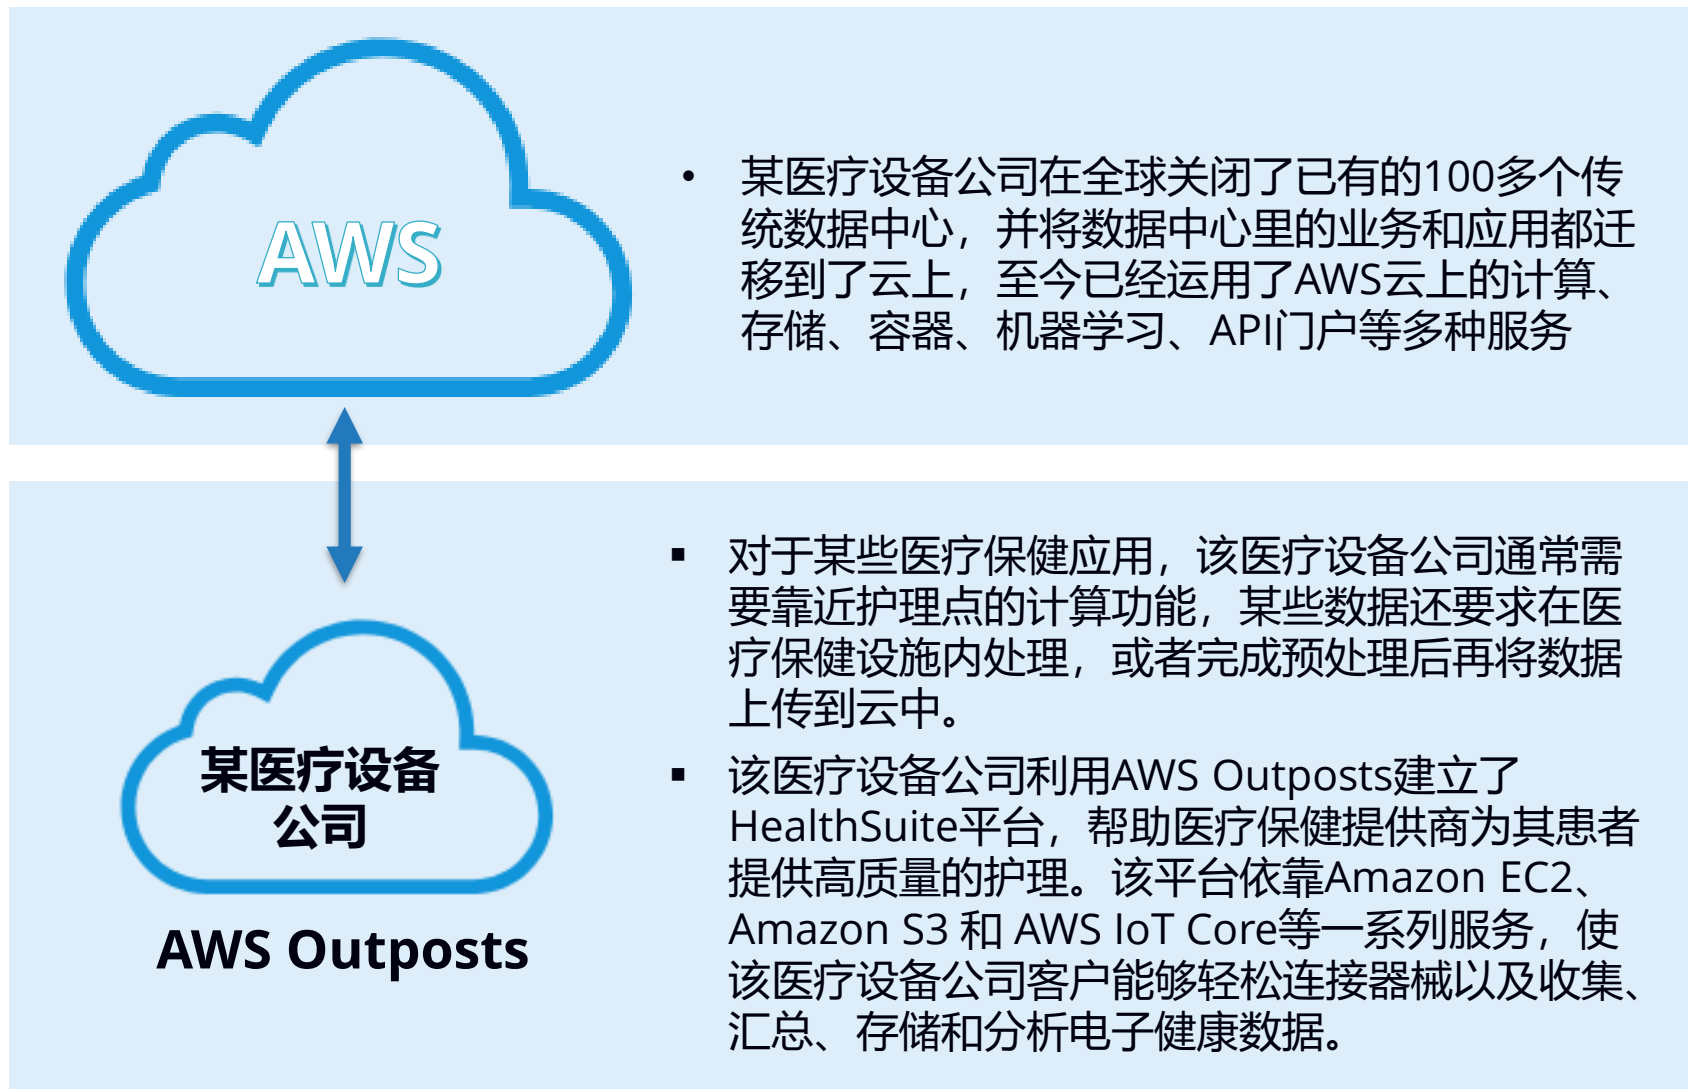 AWS
• 某医疗设备公司在全球关闭了已有的100多个传
统数据中心，并将数据中心里的业务和应用都迁
移到了云上，至今已经运用了AWS云上的计算、
存储、容器、机器学习、API门户等多种服务
某医疗设备
公司
AWS Outposts
▪ 对于某些医疗保健应用，该医疗设备公司通常需
要靠近护理点的计算功能，某些数据还要求在医
疗保健设施内处理，或者完成预处理后再将数据
上传到云中。
▪ 该医疗设备公司利用AWS Outposts建立了
HealthSuite平台，帮助医疗保健提供商为其患者
提供高质量的护理。该平台依靠Amazon EC2、
Amazon S3 和 AWS IoT Core等一系列服务，使
该医疗设备公司客户能够轻松连接器械以及收集、
汇总、存储和分析电子健康数据。